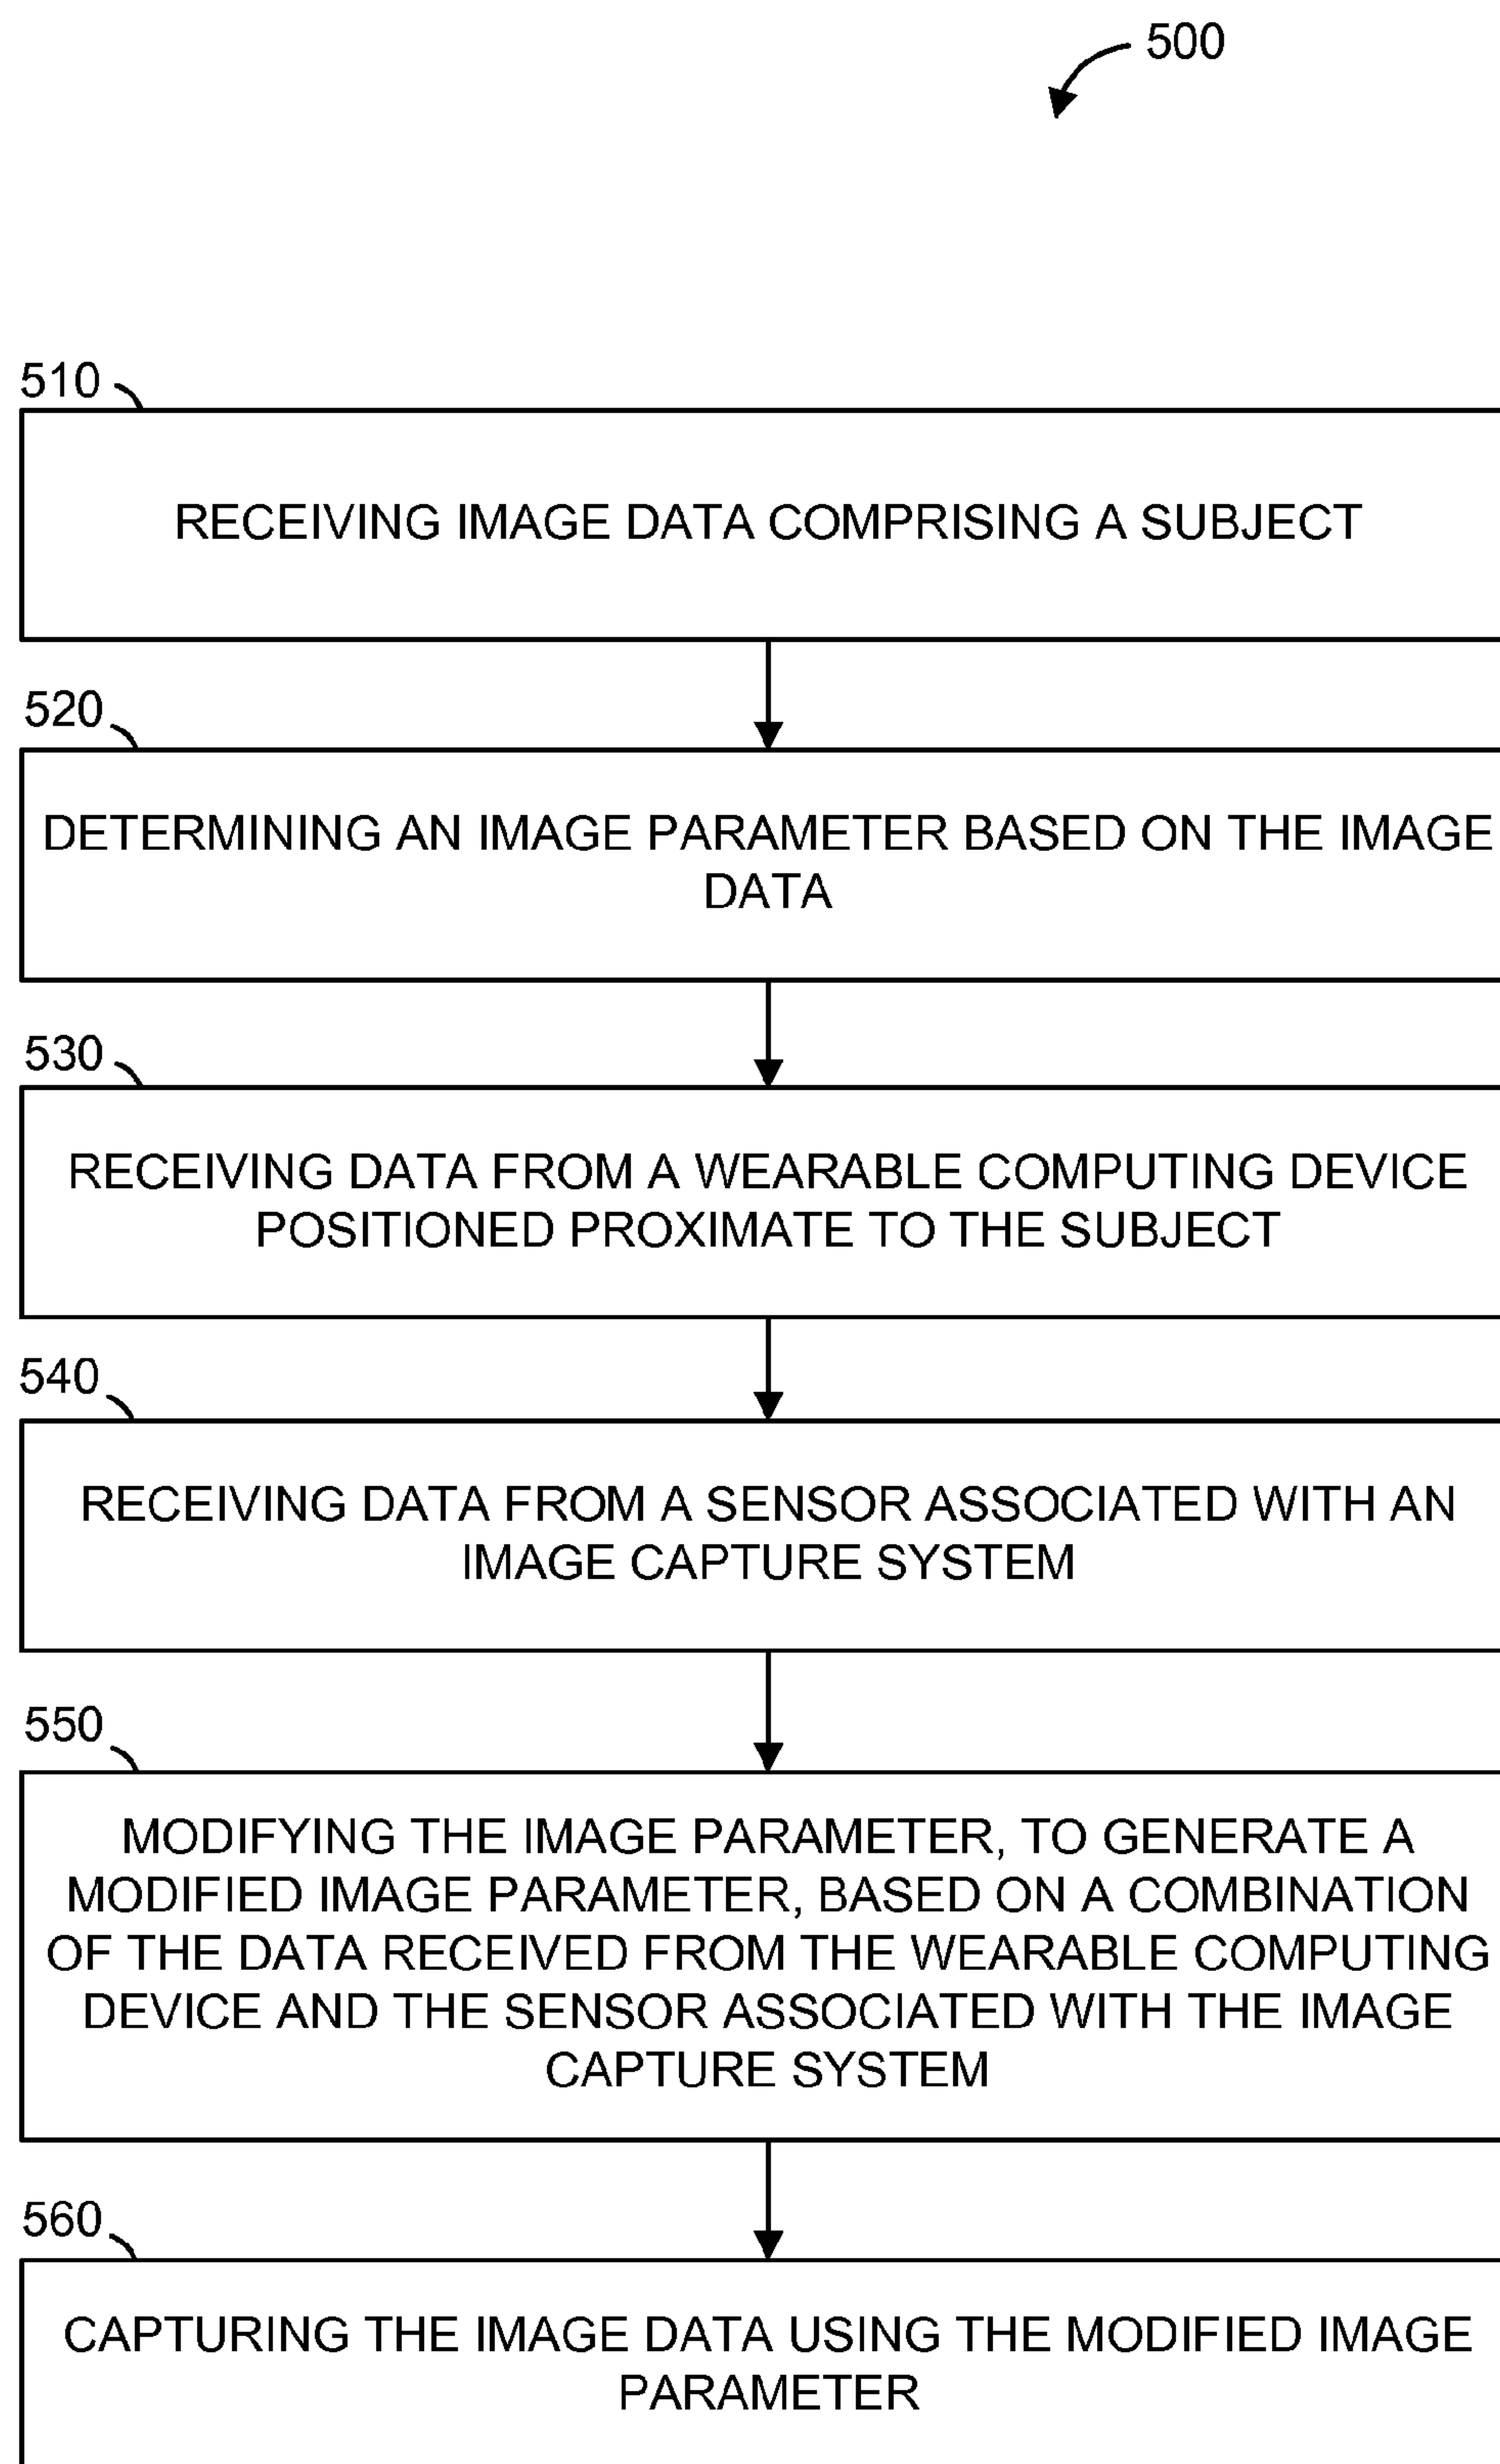 500
510
RECEIVING IMAGE DATA COMPRISING A SUBJECT
520
DETERMINING AN IMAGE PARAMETER BASED ON THE IMAGE
DATA
530
RECEIVING DATA FROM A WEARABLE COMPUTING DEVICE
POSITIONED PROXIMATE TO THE SUBJECT
540
RECEIVING DATA FROM A SENSOR ASSOCIATED WITH AN
IMAGE CAPTURE SYSTEM
550
MODIFYING THE IMAGE PARAMETER, TO GENERATE A
MODIFIED IMAGE PARAMETER, BASED ON A COMBINATION
OF THE DATA RECEIVED FROM THE WEARABLE COMPUTING
DEVICE AND THE SENSOR ASSOCIATED WITH THE IMAGE
CAPTURE SYSTEM
560
CAPTURING THE IMAGE DATA USING THE MODIFIED IMAGE
PARAMETER